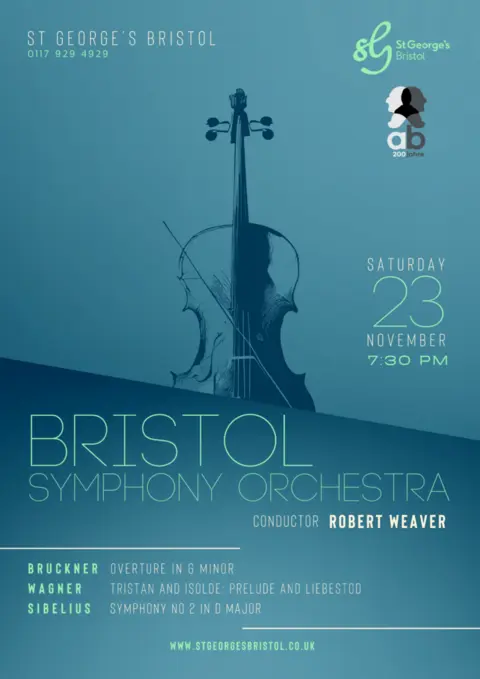 ST GEORGE'S BRISTOL
0117 929 4929
sG St George's
Bristol
ab
200 Jahre
SATURDAY
23
NOVEMBER
7:30 PM
BRISTOL
SYMPHONY ORCHESTRA
CONDUCTOR ROBERT WEAVER
BRUCKNER OVERTURE IN G MINOR
WAGNER TRISTAN AND ISOLDE: PRELUDE AND LIEBESTOD
SIBELIUS SYMPHONY NO 2 IN D MAJOR
WWW.STGEORGESBRISTOL.CO.UK